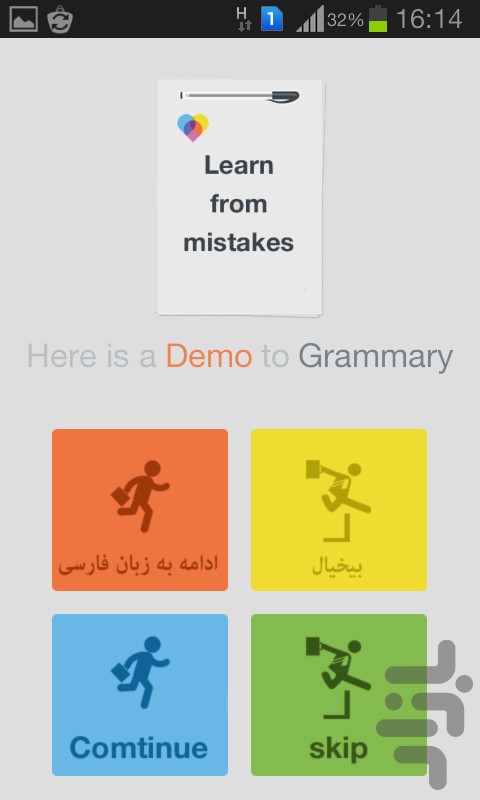 H 1 32% 16:14
Learn
from
mistakes
Here is a Demo to Grammary
ادامه به زبان فارسی
بیخیال
Comtinue
skip
بازار